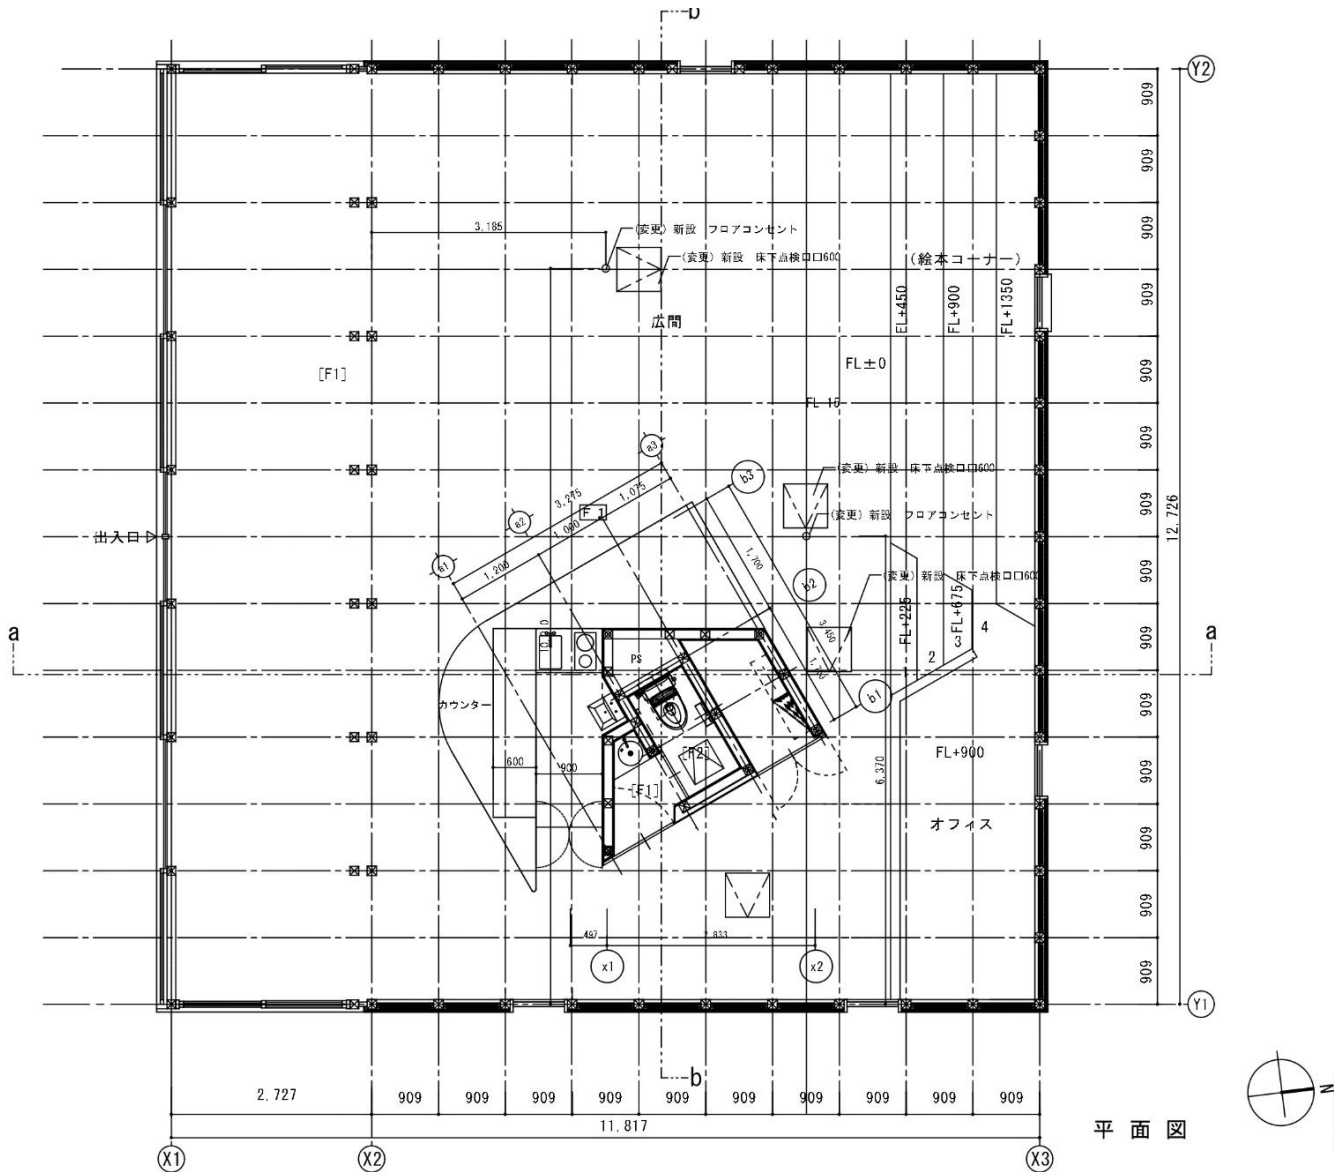 b
Y2
909
909
909
3,185
(変更)新設 フロアコンセント
(変更)新設 床下点検口□600
(絵本コーナー)
909
広間
FL+900
FL+1350
[F1]
FL±0
909
909
a3
(変更)新設 床下点検口□600
b3
3,275
1,075
909
a2
1,000
(変更)新設 フロアコンセント
12,726
出入口
a1
1,200
1,700
b2
(変更)新設 床下点検口□600
909
FL+225
FL+675
a
3,450
2
3
4
a
909
PS
カウンター
b1
909
[F2]
FL+900
600
900
[F1]
6,370
909
オフィス
909
909
497
x1
x2
909
Y1
b
2,727
909
909
909
909
909
909
909
909
909
909
N
11,817
平面図
X1
X2
X3